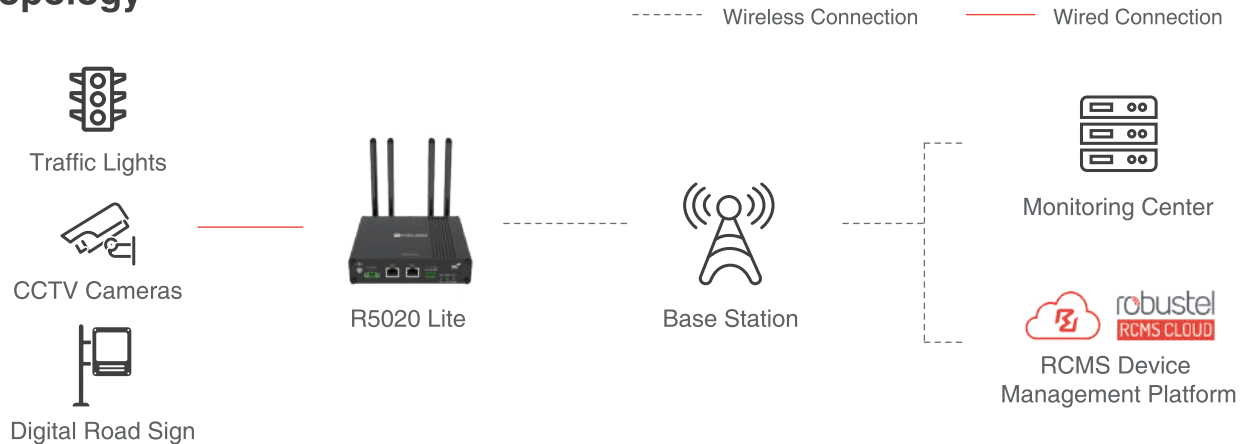 Wireless Connection
Wired Connection
Traffic Lights
CCTV Cameras
Digital Road Sign
R5020 Lite
Base Station
Monitoring Center
robustel
RCMS CLOUD
RCMS Device
Management Platform